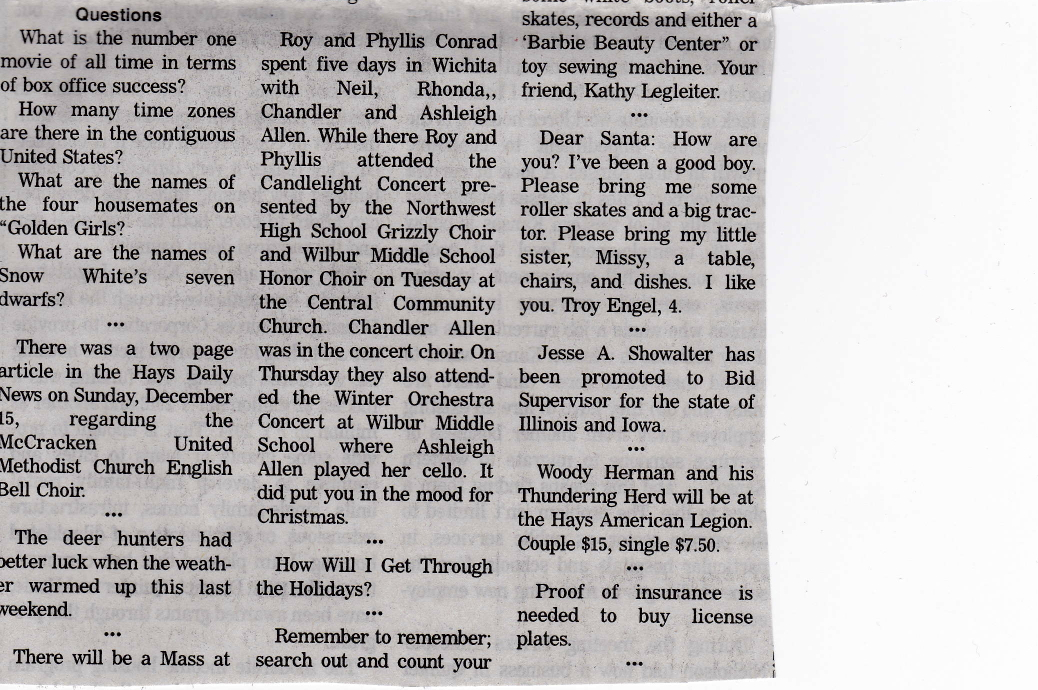 Questions
What is the number one
movie of all time in terms
of box office success?
How many time zones
are there in the contiguous
United States?
What are the names of
the four housemates on
“Golden Girls?
What are the names of
Snow White’s seven
dwarfs?
•••
There was a two page
article in the Hays Daily
News on Sunday, December
15, regarding the
McCracken United
Methodist Church English
Bell Choir.
•••
The deer hunters had
better luck when the weath-
er warmed up this last
weekend.
•••
There will be a Mass at
Roy and Phyllis Conrad
spent five days in Wichita
with Neil, Rhonda,,
Chandler and Ashleigh
Allen. While there Roy and
Phyllis attended the
Candlelight Concert pre-
sented by the Northwest
High School Grizzly Choir
and Wilbur Middle School
Honor Choir on Tuesday at
the Central Community
Church. Chandler Allen
was in the concert choir. On
Thursday they also attend-
ed the Winter Orchestra
Concert at Wilbur Middle
School where Ashleigh
Allen played her cello. It
did put you in the mood for
Christmas.
•••
How Will I Get Through
the Holidays?
•••
Remember to remember;
search out and count your
some white boots, roller
skates, records and either a
‘Barbie Beauty Center” or
toy sewing machine. Your
friend, Kathy Legleiter.
•••
Dear Santa: How are
you? I’ve been a good boy.
Please bring me some
roller skates and a big trac-
tor. Please bring my little
sister, Missy, a table,
chairs, and dishes. I like
you. Troy Engel, 4.
•••
Jesse A. Showalter has
been promoted to Bid
Supervisor for the state of
Illinois and Iowa.
•••
Woody Herman and his
Thundering Herd will be at
the Hays American Legion.
Couple $15, single $7.50.
•••
Proof of insurance is
needed to buy license
plates.
•••